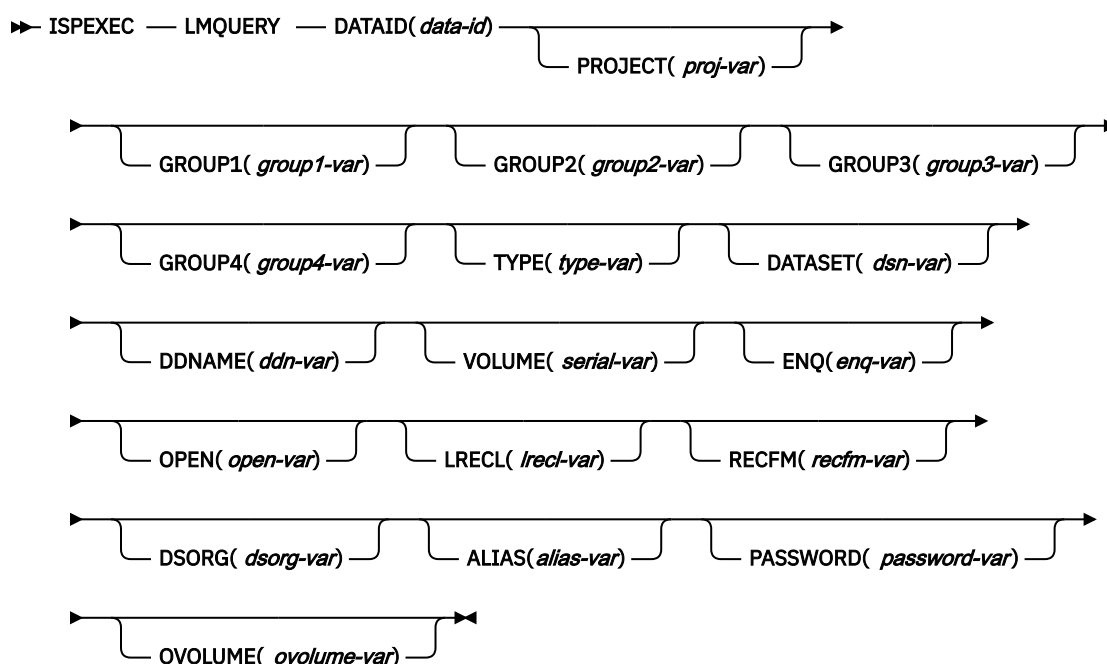 ISPEXEC LMQUERY DATAID( data-id)
PROJECT( proj-var)
GROUP1( group1-var) GROUP2( group2-var) GROUP3( group3-var)
GROUP4( group4-var) TYPE( type-var) DATASET( dsn-var)
DDNAME( ddn-var) VOLUME( serial-var) ENQ( enq-var)
OPEN( open-var) LRECL( lrecl-var) RECFM( recfm-var)
DSORG( dsorg-var) ALIAS( alias-var) PASSWORD( password-var)
OVOLUME( ovolume-var)